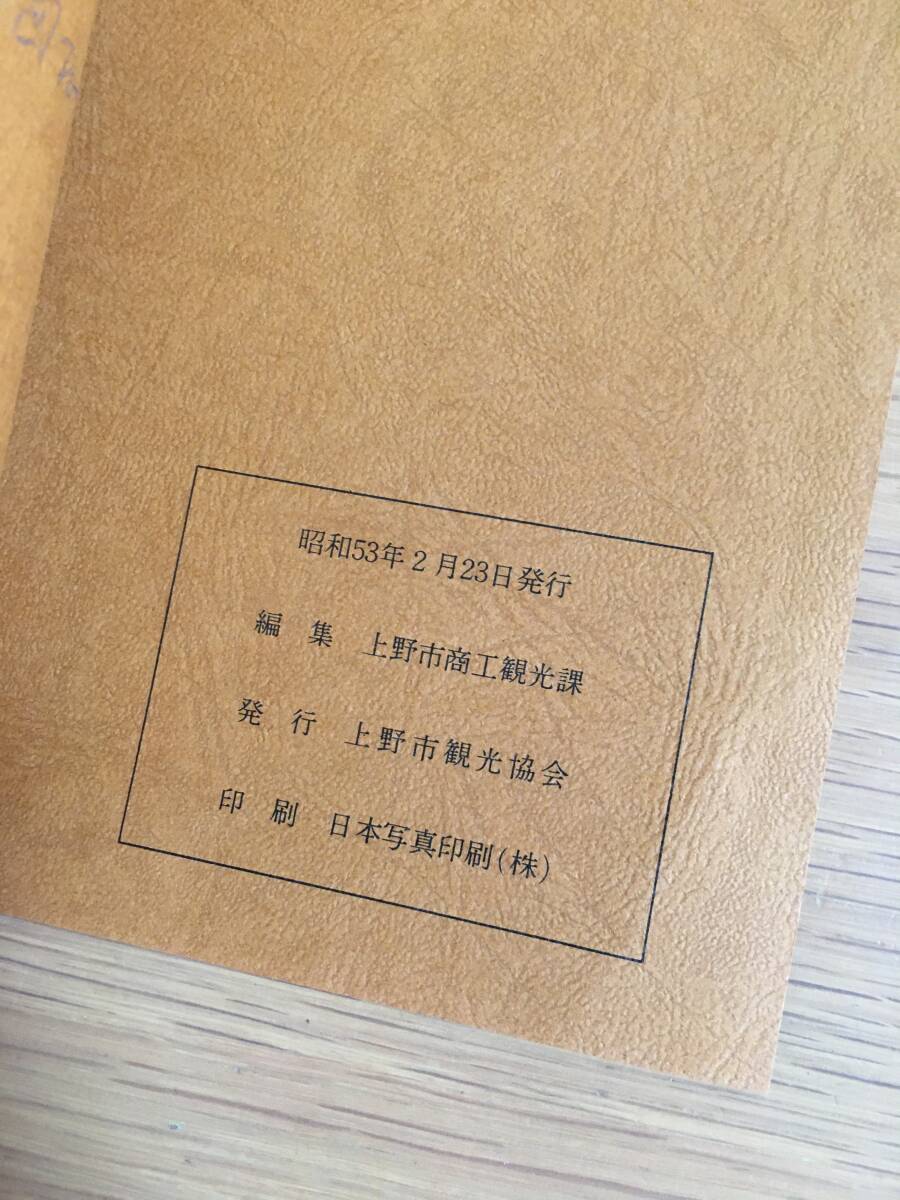 昭和53年2月23日発行
編集 上野市商工観光課
発行 上野市観光協会
印刷 日本写真印刷(株)